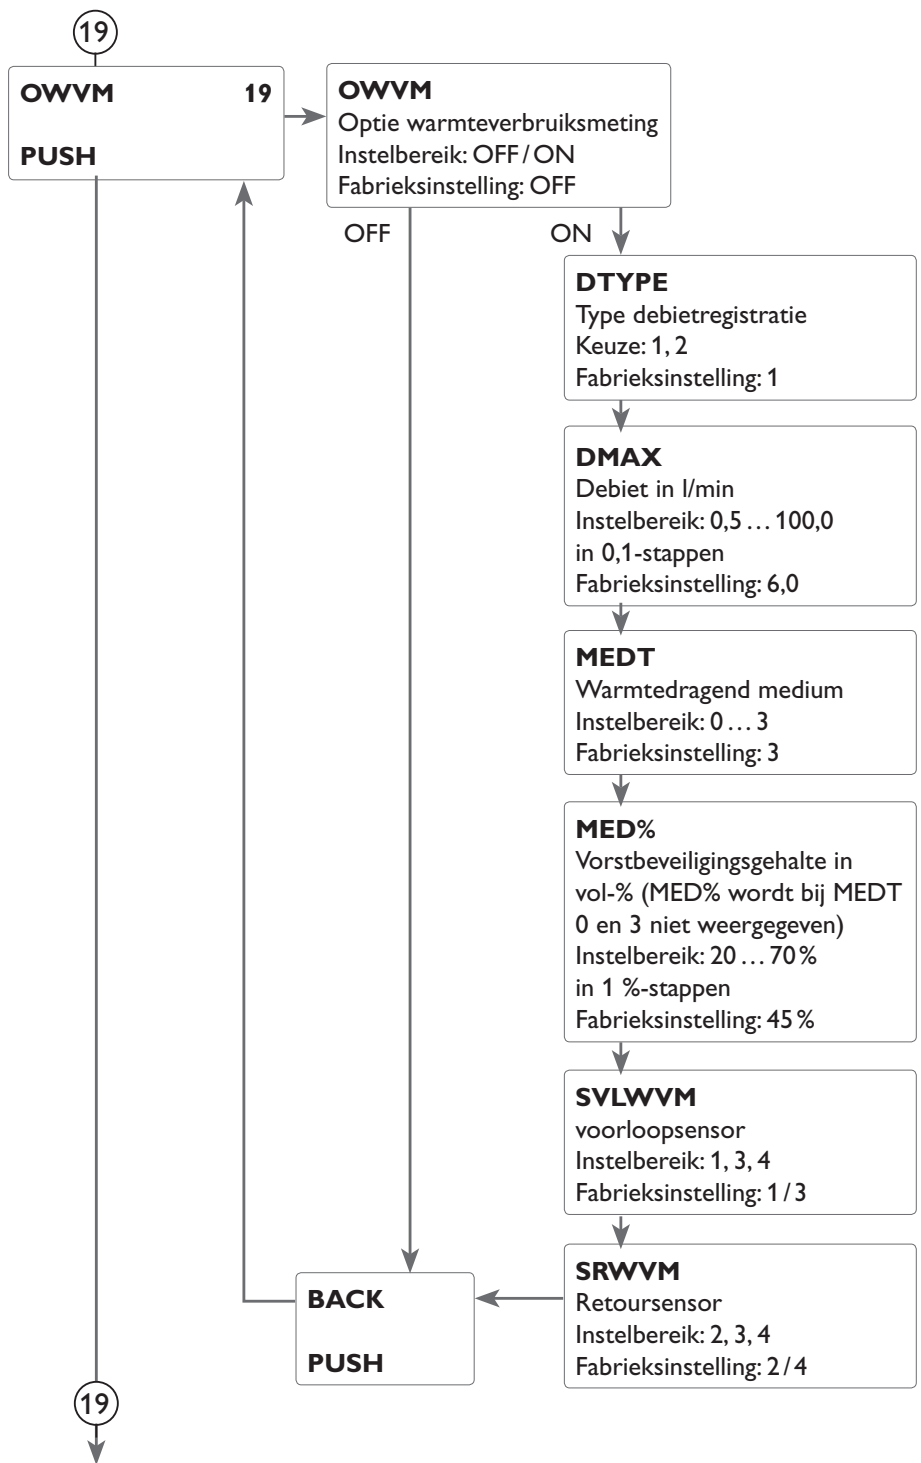 19
OWVM 19
PUSH
OWVM
Optie warmteverbruiksmeting
Instelbereik: OFF / ON
Fabrieksinstelling: OFF
OFF
ON
DTYPE
Type debietregistratie
Keuze: 1, 2
Fabrieksinstelling: 1
DMAX
Debiet in l/min
Instelbereik: 0,5 … 100,0
in 0,1-stappen
Fabrieksinstelling: 6,0
MEDT
Warmtedragend medium
Instelbereik: 0 … 3
Fabrieksinstelling: 3
MED%
Vorstbeveiligingsgehalte in
vol-% (MED% wordt bij MEDT
0 en 3 niet weergegeven)
Instelbereik: 20 … 70 %
in 1 %-stappen
Fabrieksinstelling: 45 %
SVLWVM
voorloopsensor
Instelbereik: 1, 3, 4
Fabrieksinstelling: 1 / 3
SRWVM
Retoursensor
Instelbereik: 2, 3, 4
Fabrieksinstelling: 2 / 4
BACK
PUSH
19